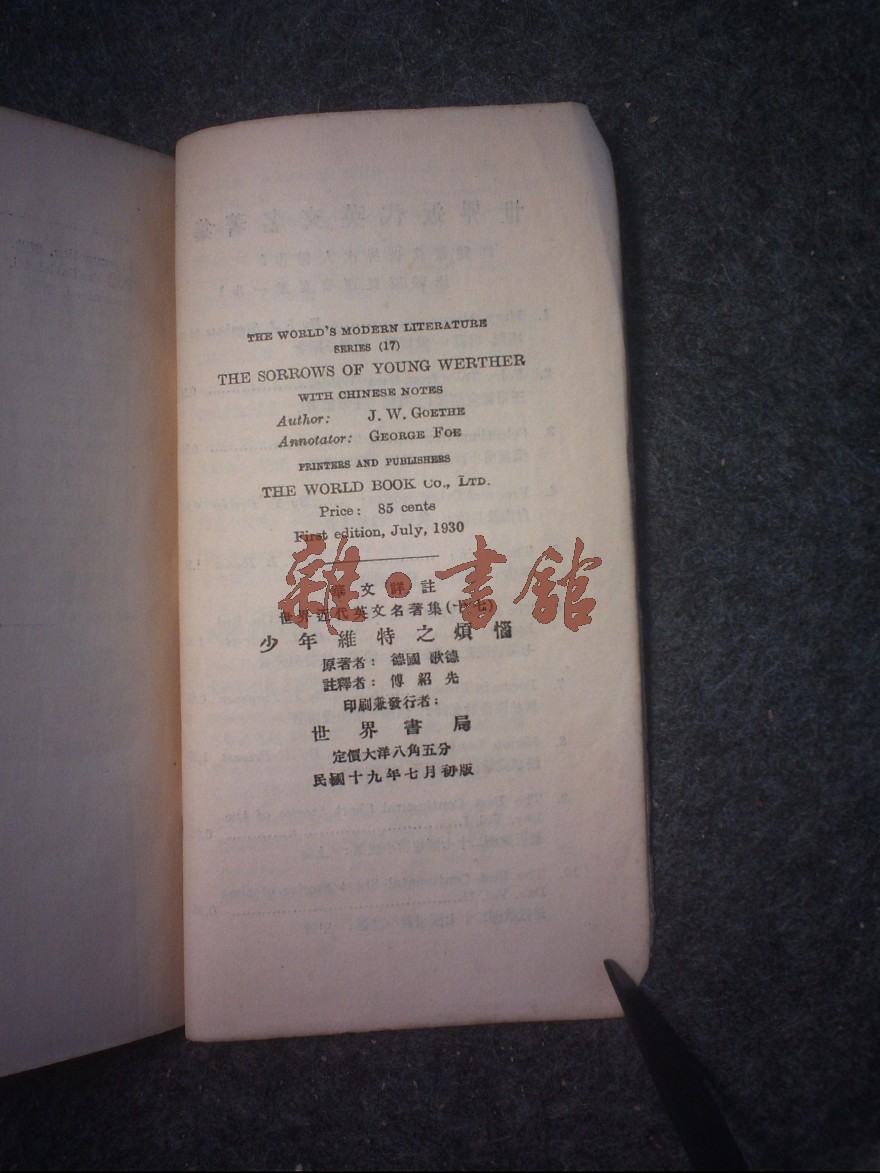 THE WORLD'S MODERN LITERATURE
SERIES (17)
THE SORROWS OF YOUNG WERTHER
WITH CHINESE NOTES
Author: J. W. GOETHE
Annotator: GEORGE FOE
PRINTERS AND PUBLISHERS
THE WORLD BOOK CO., LTD.
Price: 85 cents
First edition, July, 1930
雜·書館
華文詳註
世界近代英文名著集(十七)
少年維特之煩惱
原著者：德國 歌德
註釋者：傅紹先
印刷兼發行者：
世界書局
定價大洋八角五分
民國十九年七月初版